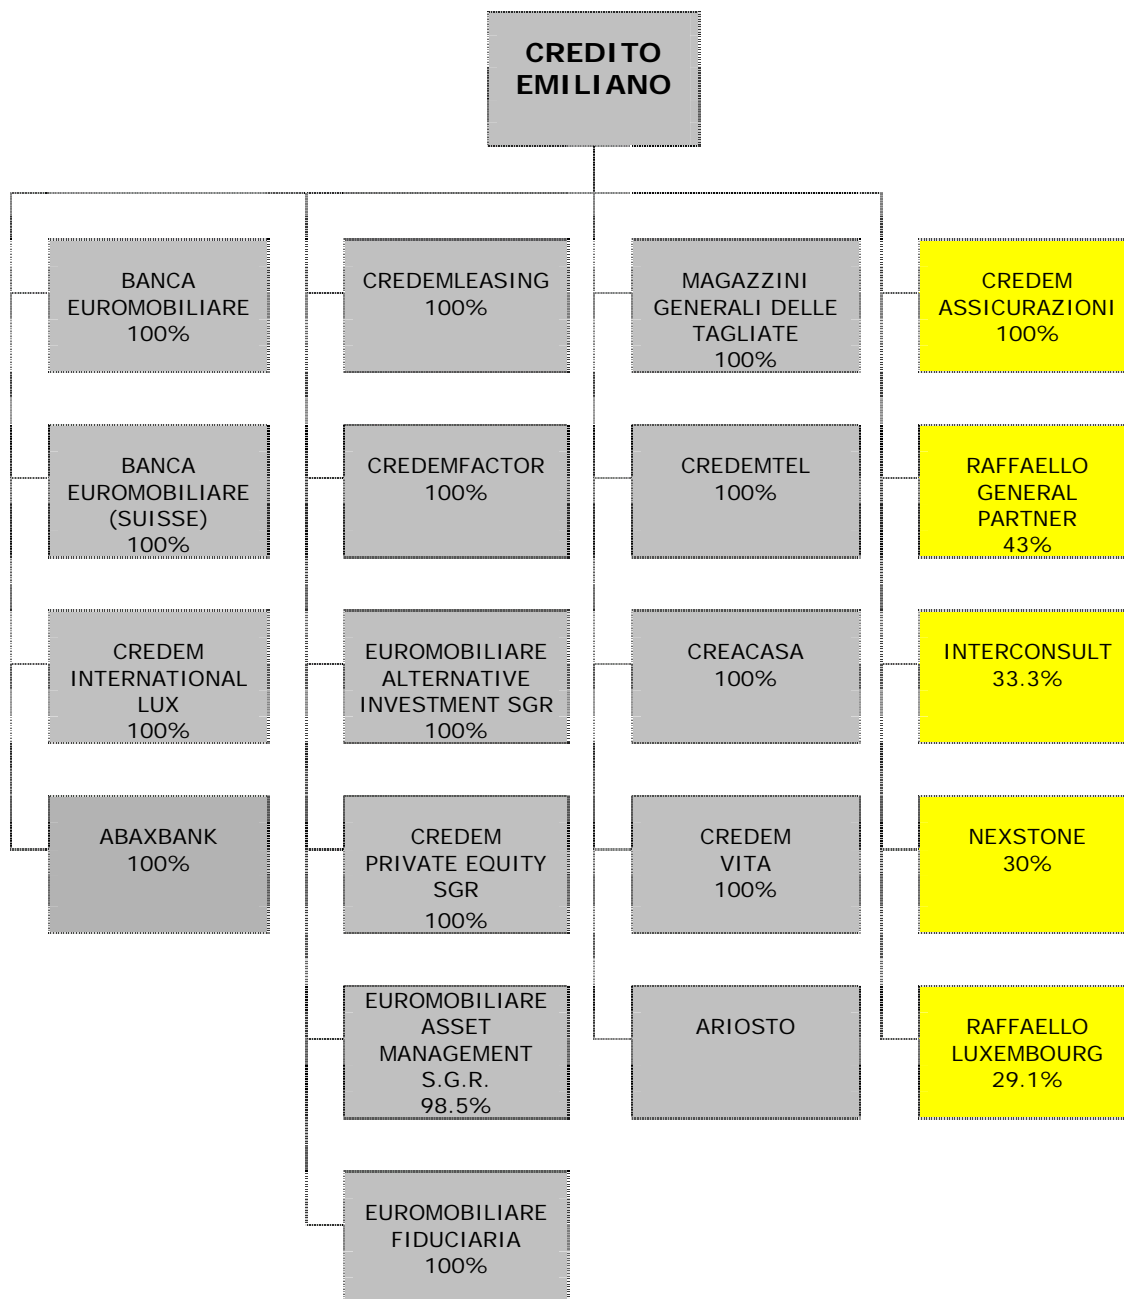 CREDITO
EMILIANO
BANCA
EUROMOBILIARE
100%
CREDEMLEASING
100%
MAGAZZINI
GENERALI DELLE
TAGLIATE
100%
CREDEM
ASSICURAZIONI
100%
BANCA
EUROMOBILIARE
(SUISSE)
100%
CREDEMFACTOR
100%
CREDEMTEL
100%
RAFFAELLO
GENERAL
PARTNER
43%
CREDEM
INTERNATIONAL
LUX
100%
EUROMOBILIARE
ALTERNATIVE
INVESTMENT SGR
100%
CREACASA
100%
INTERCONSULT
33.3%
ABAXBANK
100%
CREDEM
PRIVATE EQUITY
SGR
100%
CREDEM
VITA
100%
NEXSTONE
30%
EUROMOBILIARE
ASSET
MANAGEMENT
S.G.R.
98.5%
ARIOSTO
RAFFAELLO
LUXEMBOURG
29.1%
EUROMOBILIARE
FIDUCIARIA
100%